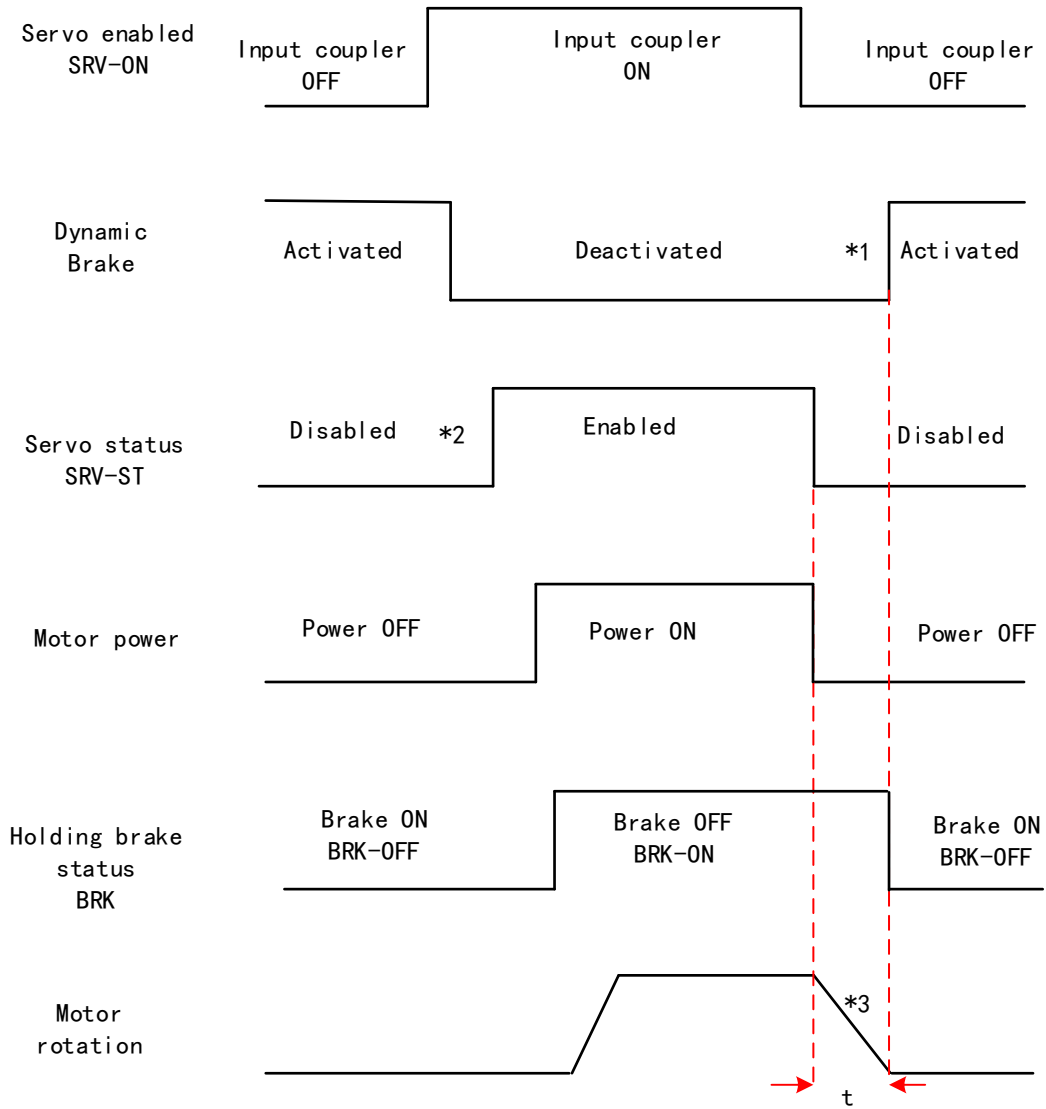 Servo enabled
SRV-ON
Input coupler
OFF
Input coupler
ON
Input coupler
OFF
Dynamic
Brake
Activated
Deactivated
*1
Activated
Servo status
SRV-ST
Disabled
*2
Enabled
Disabled
Motor power
Power OFF
Power ON
Power OFF
Holding brake
status
BRK
Brake ON
BRK-OFF
Brake OFF
BRK-ON
Brake ON
BRK-OFF
Motor
rotation
*3
t